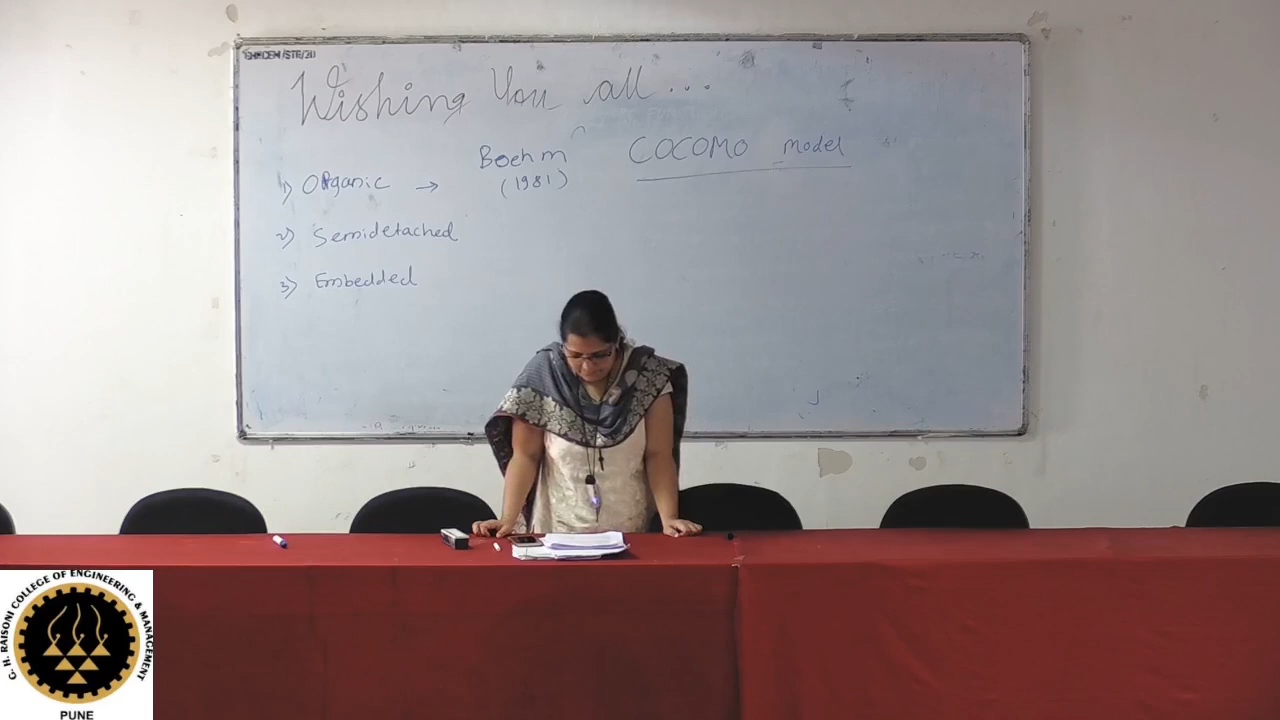 Wishing You all...
COCOMO model
Boehm
(1981)
1) Organic →
2) Semidetached
3) Embedded
G. H. RAISONI COLLEGE OF ENGINEERING & MANAGEMENT
PUNE